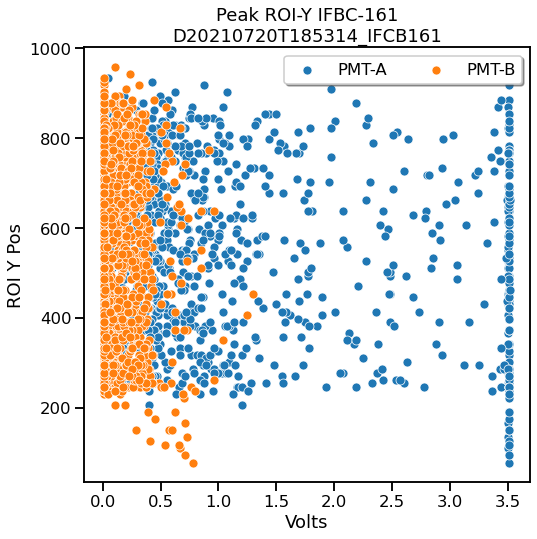 Peak ROI-Y IFBC-161
D20210720T185314_IFCB161
PMT-A PMT-B
ROI Y Pos
1000
800
600
400
200
0.0 0.5 1.0 1.5 2.0 2.5 3.0 3.5
Volts